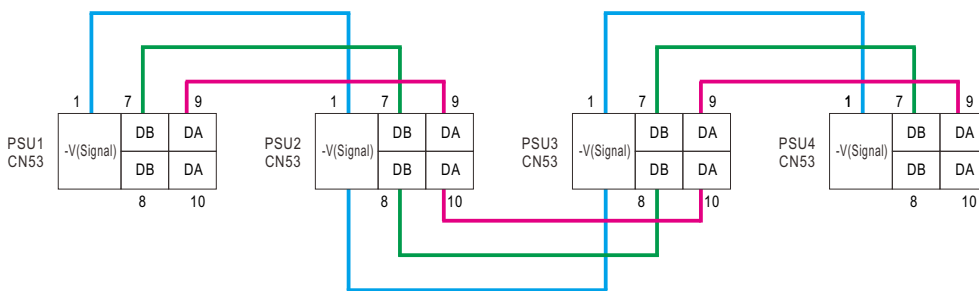 1 7 9 1 7 9 1 7 9 1 7 9
PSU1 CN53 -V(Signal) DB DA DB DA
PSU2 CN53 -V(Signal) DB DA DB DA
PSU3 CN53 -V(Signal) DB DA DB DA
PSU4 CN53 -V(Signal) DB DA DB DA
8 10 8 10 8 10 8 10